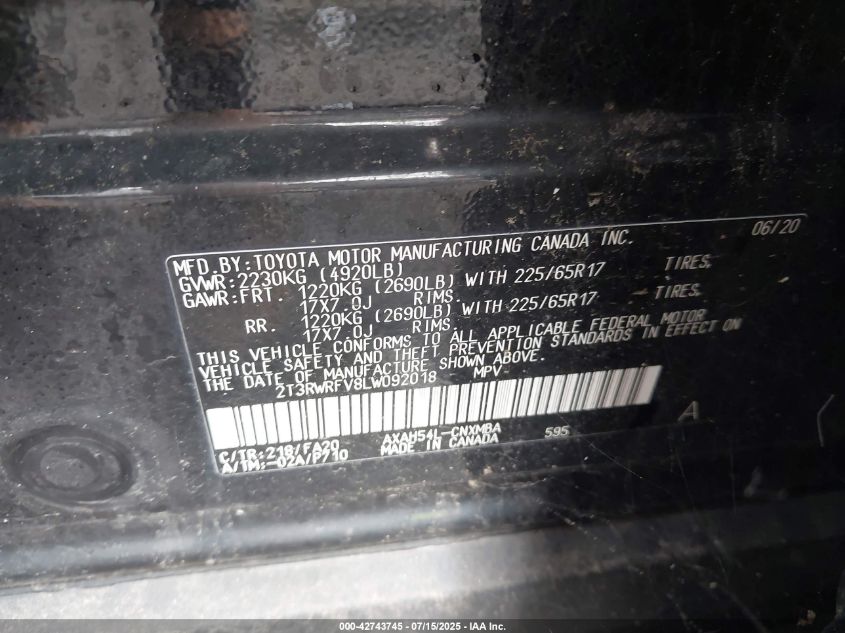 MFD. BY: TOYOTA MOTOR MANUFACTURING CANADA INC. 06/20
GVWR: 2230KG (4920LB)
GAWR: FRT. 1220KG (2690LB) WITH 225/65R17 TIRES,
17X7.0J RIMS.
RR. 1220KG (2690LB) WITH 225/65R17 TIRES,
17X7.0J RIMS.
THIS VEHICLE CONFORMS TO ALL APPLICABLE FEDERAL MOTOR
VEHICLE SAFETY AND THEFT PREVENTION STANDARDS IN EFFECT ON
THE DATE OF MANUFACTURE SHOWN ABOVE.
2T3RWRFV8LW092018 MPV
A
C/TR: 218/FA20 AXAH54L-CNXMBA 595
A/TM: -02A/P710 MADE IN CANADA
000-42743745 - 07/15/2025 - IAA Inc.